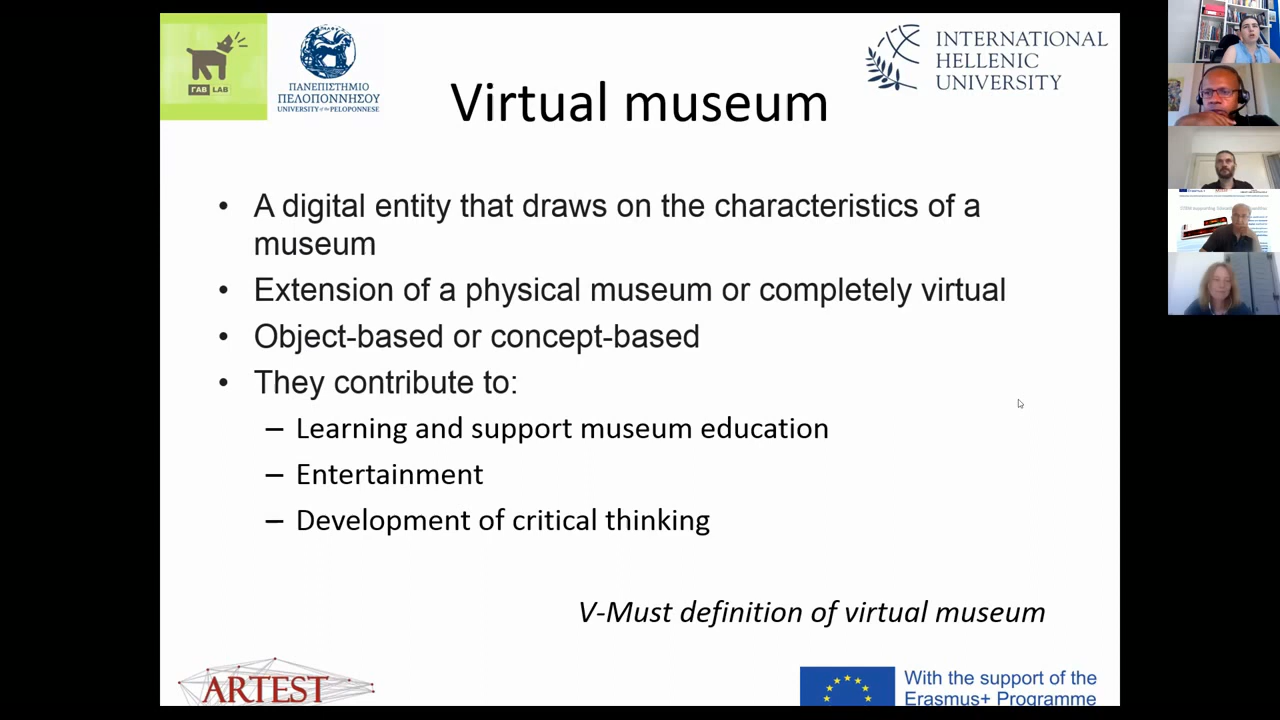 ΓΑΒ LAB
ΠΑΝΕΠΙΣΤΗΜΙΟ
ΠΕΛΟΠΟΝΝΗΣΟΥ
UNIVERSITY of the PELOPONNESE
INTERNATIONAL
HELLENIC
UNIVERSITY
Virtual museum
• A digital entity that draws on the characteristics of a
museum
• Extension of a physical museum or completely virtual
• Object-based or concept-based
• They contribute to:
– Learning and support museum education
– Entertainment
– Development of critical thinking
V-Must definition of virtual museum
ARTEST
With the support of the
Erasmus+ Programme